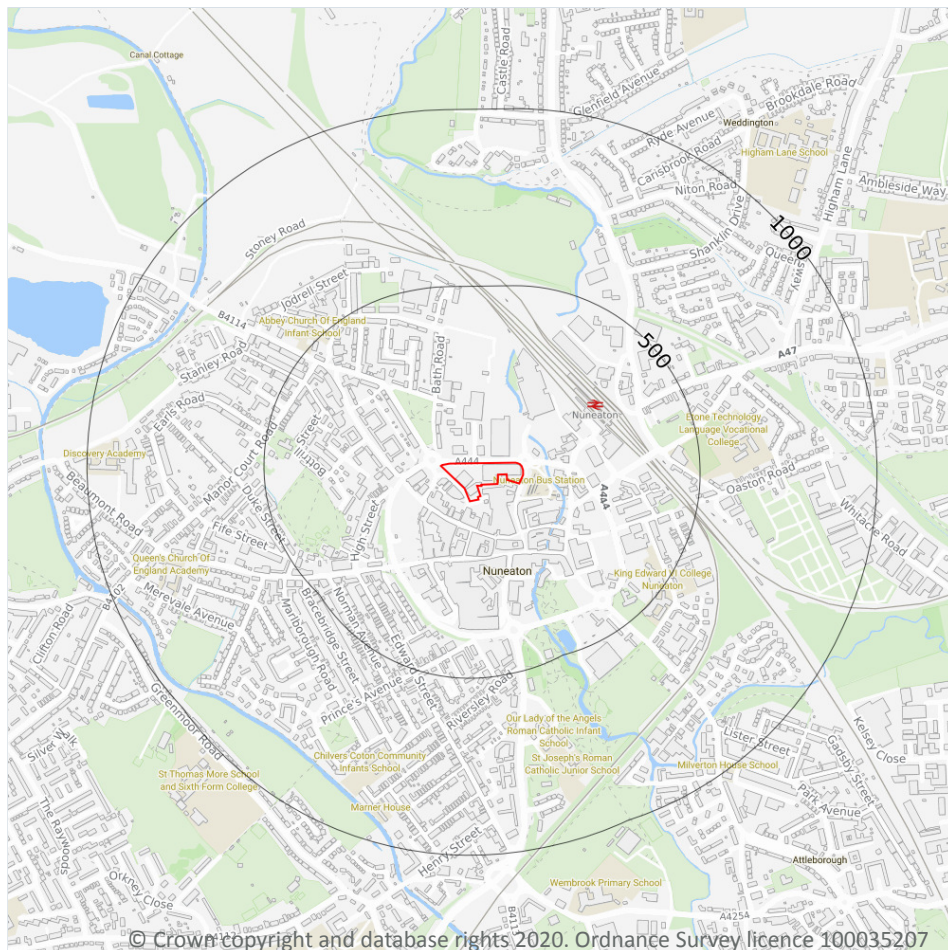 Canal Cottage
Castle Road
Glenfield Avenue
Brookdale Road
Ryde Avenue
Weddington
Carisbrook Road
Higham Lane School
Higham Lane
Niton Road
Ambleside Way
Shanklin Drive
Queensway
1000
Stoney Road
Jodrell Street
B4114
Abbey Church Of England
Infant School
Bath Road
500
A47
Stanley Road
Earls Road
Nuneaton
Etone Technology
Language Vocational
College
Discovery Academy
Manor Court Road
Bottrill Street
A444
Nuneaton Bus Station
Oaston Road
A444
Beaumont Road
Duke Street
High Street
Whitacre Road
Fife Street
Queen's Church Of
England Academy
Nuneaton
King Edward VI College
Nuneaton
B4102
Merevale Avenue
Clifton Road
Marlborough Road
Bracebridge Street
Norman Avenue
Edward Street
Prince's Avenue
Riversley Road
Greenmoor Road
Our Lady of the Angels
Roman Catholic Infant
School
Kelsey Close
Lister Street
Gadsby Street
St Joseph's Roman
Catholic Junior School
Milverton House School
Chilvers Coton Community
Infants School
St Thomas More School
and Sixth Form College
Park Avenue
Marner House
The Raywoods
Henry Street
Attleborough
Orkney Close
Wembrook Primary School
A4254
© Crown copyright and database rights 2020. Ordnance Survey licence 100035207